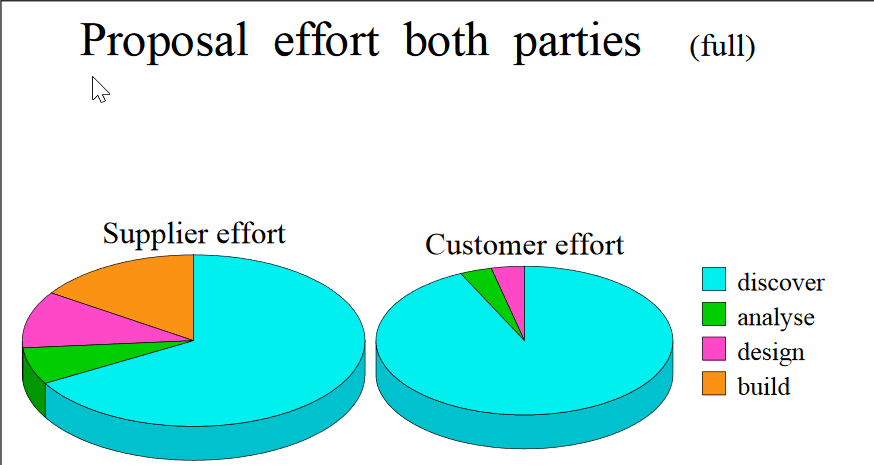 Proposal effort both parties (full)
Supplier effort
Customer effort
discover
analyse
design
build